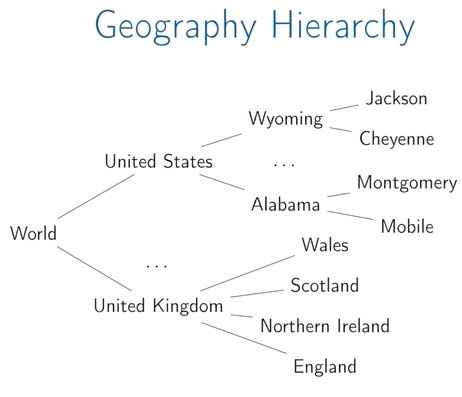 Geography Hierarchy
Jackson
Wyoming
Cheyenne
United States
...
Montgomery
Alabama
Mobile
World
Wales
...
Scotland
United Kingdom
Northern Ireland
England